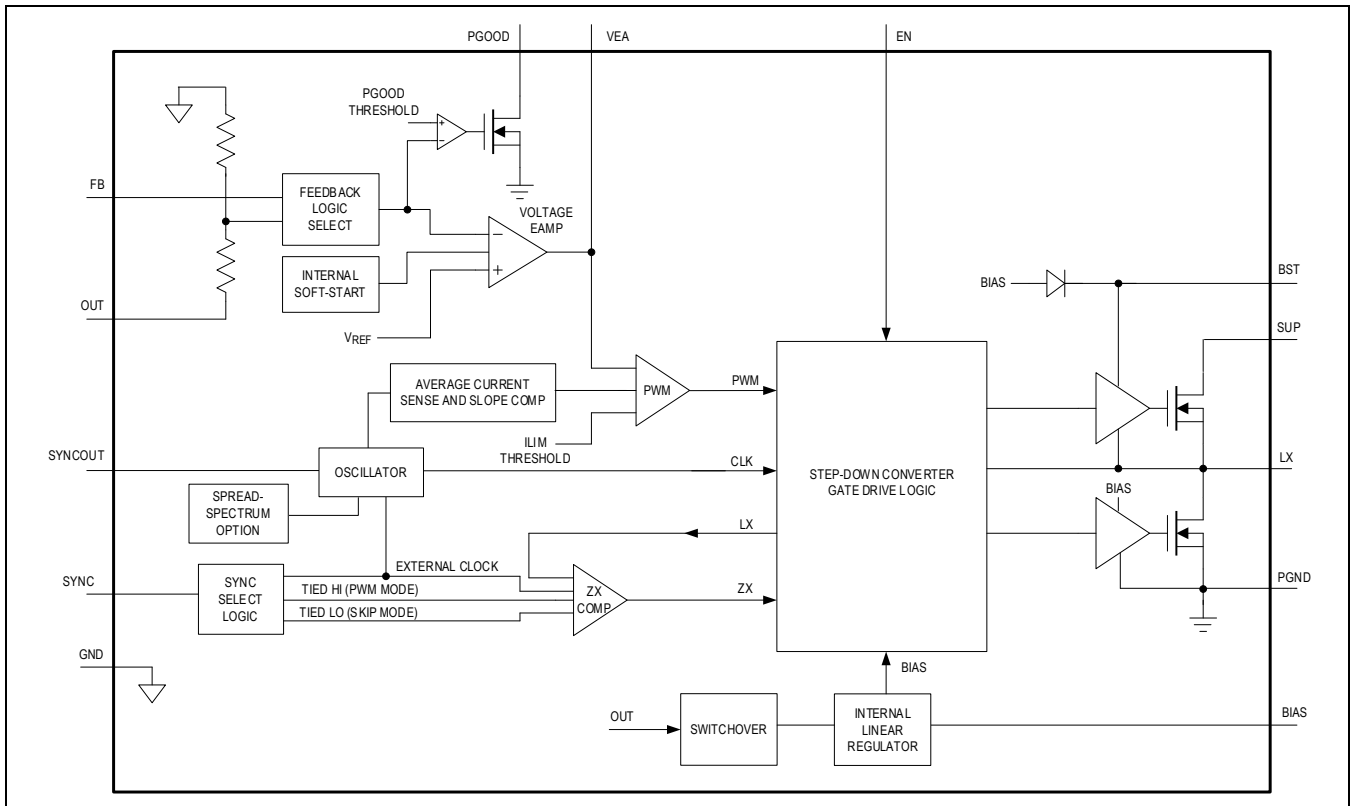 PGOOD
VEA
EN
PGOOD
THRESHOLD
+
−
FB
FEEDBACK
LOGIC
SELECT
VOLTAGE
EAMP
−
+
INTERNAL
SOFT-START
OUT
VREF
BIAS
BST
SUP
AVERAGE CURRENT
SENSE AND SLOPE COMP
PWM
PWM
ILIM
THRESHOLD
SYNCOUT
OSCILLATOR
CLK
STEP-DOWN CONVERTER
GATE DRIVE LOGIC
LX
SPREAD-
SPECTRUM
OPTION
BIAS
LX
SYNC
SYNC
SELECT
LOGIC
EXTERNAL CLOCK
TIED HI (PWM MODE)
TIED LO (SKIP MODE)
ZX
COMP
ZX
PGND
GND
BIAS
OUT
SWITCHOVER
INTERNAL
LINEAR
REGULATOR
BIAS